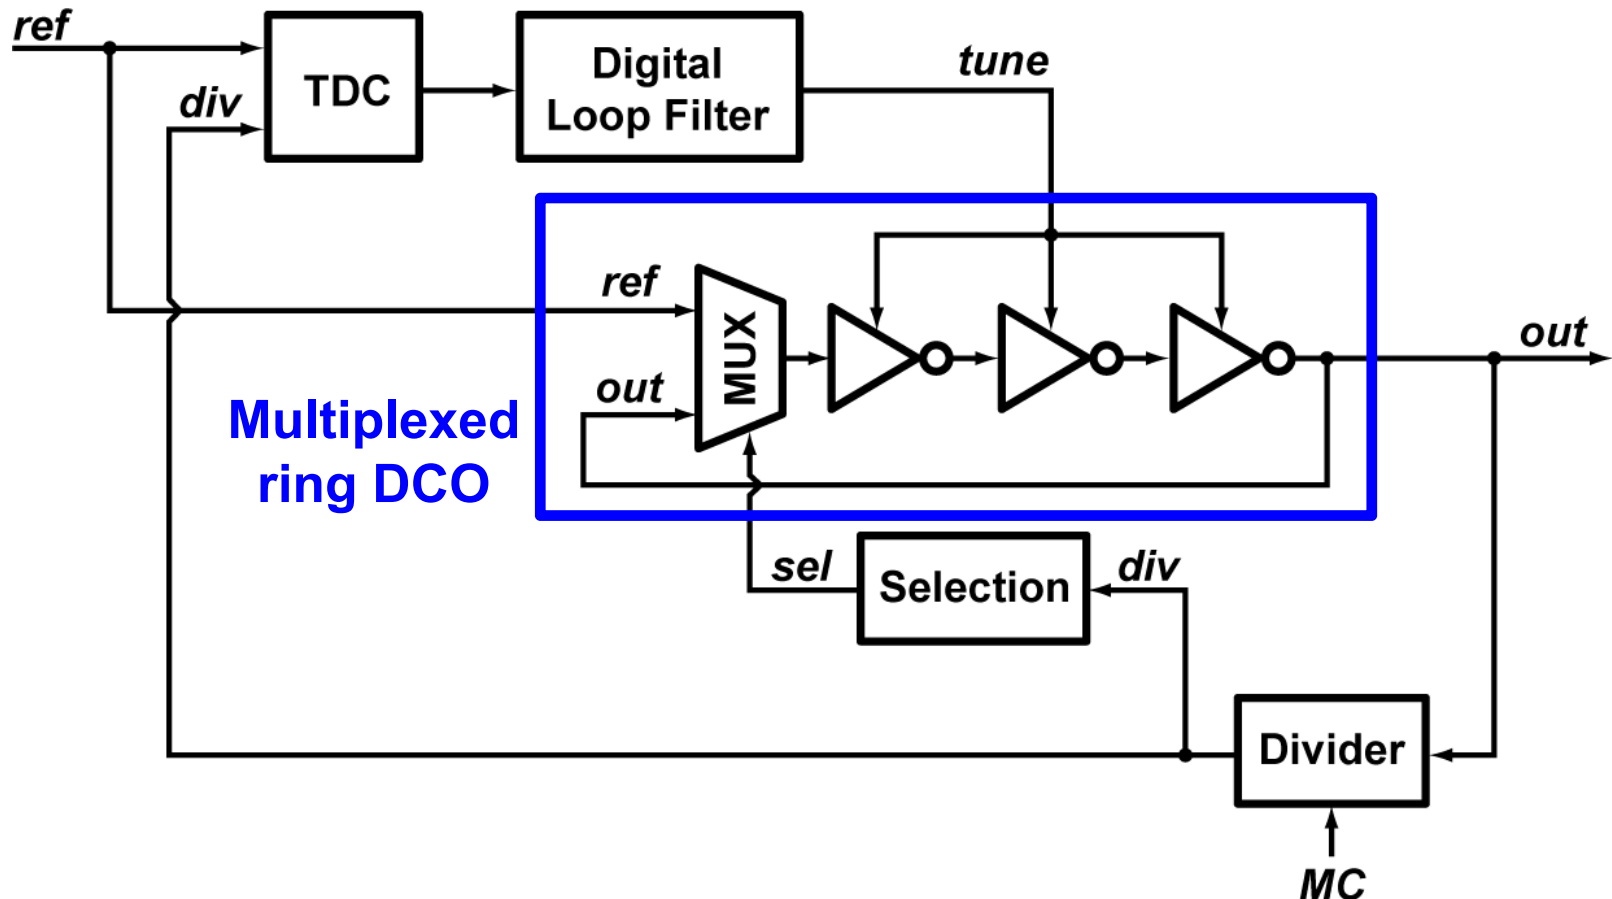 ref
div
TDC
Digital
Loop Filter
tune
ref
out
MUX
out
Multiplexed
ring DCO
sel
Selection
div
Divider
MC